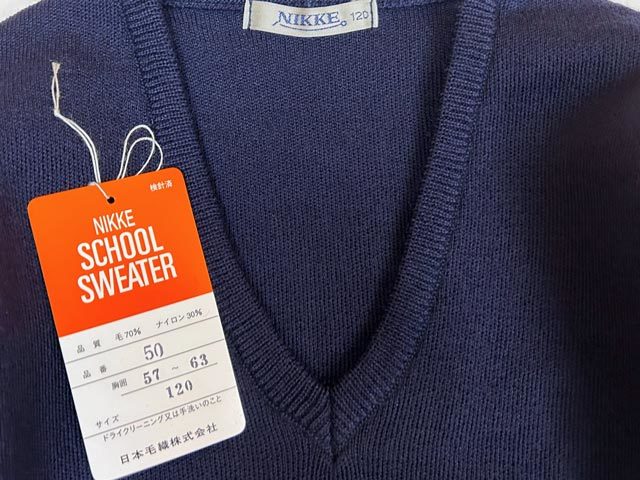 NIKKE 120
検針済
NIKKE
SCHOOL
SWEATER
品質 毛70% ナイロン30%
品番 50
胸囲 57 ~ 63
サイズ 120
ドライクリーニング又は手洗いのこと
日本毛織株式会社